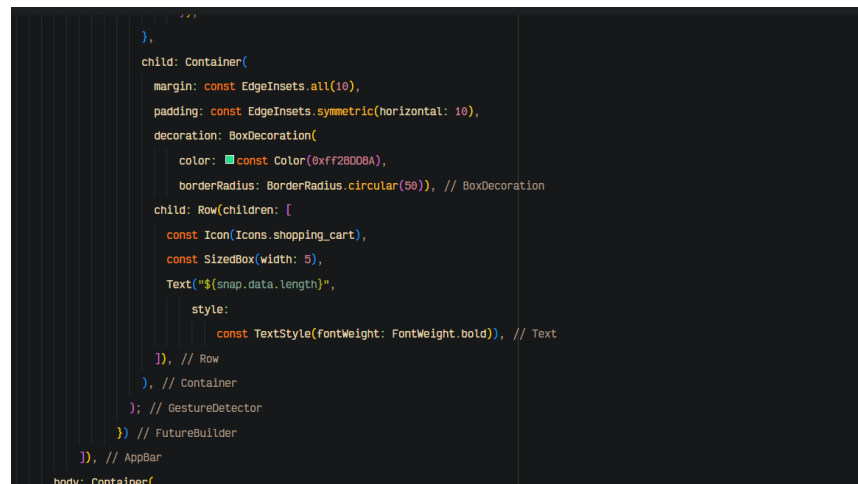 });
},
child: Container(
margin: const EdgeInsets.all(10),
padding: const EdgeInsets.symmetric(horizontal: 10),
decoration: BoxDecoration(
color: const Color(0xff28DD8A),
borderRadius: BorderRadius.circular(50)), // BoxDecoration
child: Row(children: [
const Icon(Icons.shopping_cart),
const SizedBox(width: 5),
Text("${snap.data.length}",
style:
const TextStyle(fontWeight: FontWeight.bold)), // Text
]), // Row
), // Container
); // GestureDetector
}) // FutureBuilder
]), // AppBar
body: Container(